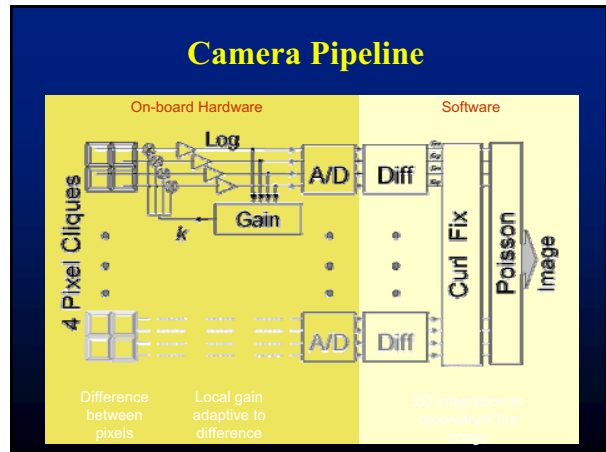 Camera Pipeline
On-board Hardware
Software
Log
A/D
Diff
Gain
k
4 Pixel Cliques
Curl Fix
Poisson
Image
A/D
Diff
Difference
between
pixels
Local gain
adaptive to
difference
2D integration to
reconstruct the
image